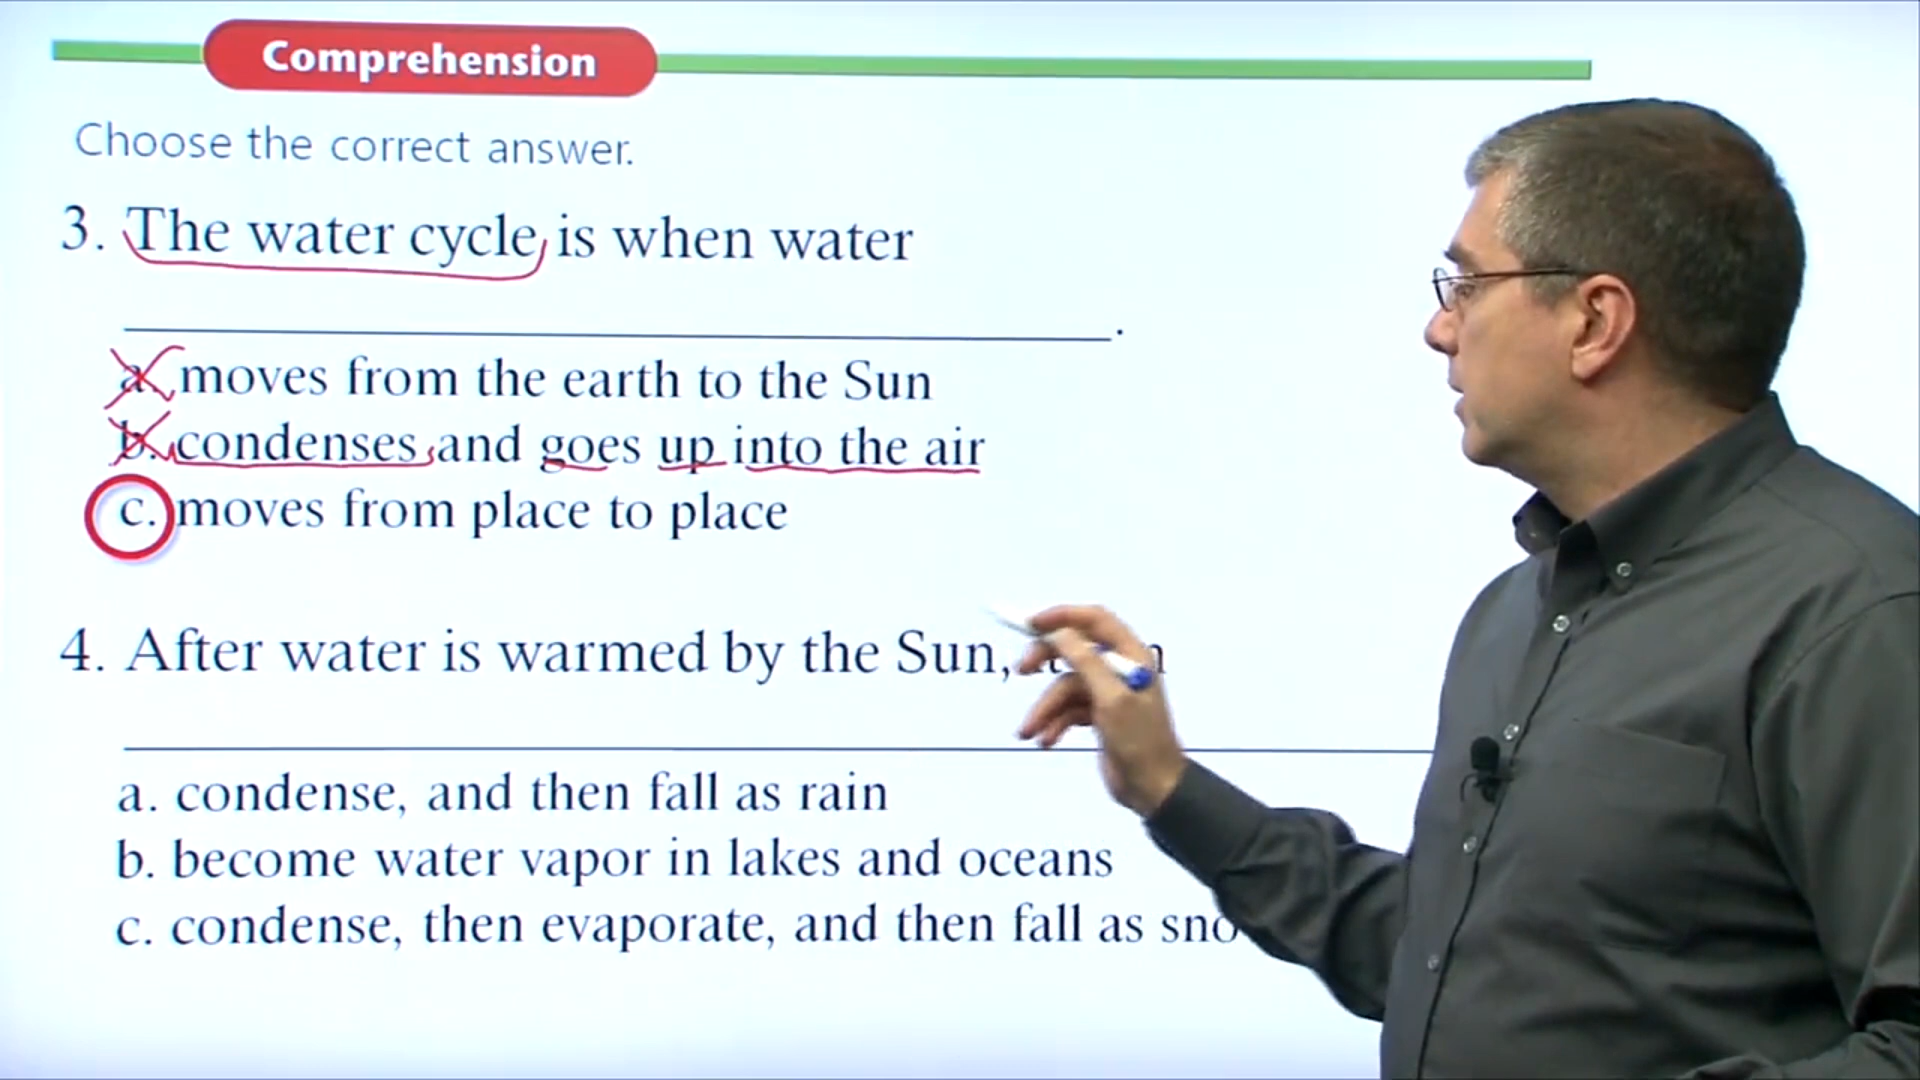 Comprehension
Choose the correct answer.
3. The water cycle is when water
.
a. moves from the earth to the Sun
b. condenses and goes up into the air
c. moves from place to place
4. After water is warmed by the Sun,
a. condense, and then fall as rain
b. become water vapor in lakes and oceans
c. condense, then evaporate, and then fall as